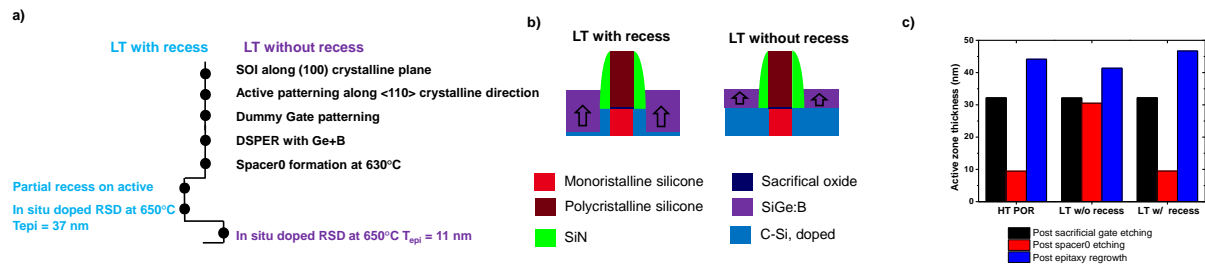 a)
LT with recess
LT without recess
SOI along (100) crystalline plane
Active patterning along <110> crystalline direction
Dummy Gate patterning
DSPER with Ge+B
Spacer0 formation at 630°C
Partial recess on active
In situ doped RSD at 650°C
Tepi = 37 nm
In situ doped RSD at 650°C Tepi = 11 nm
b)
LT with recess
LT without recess
Monoristalline silicone
Sacrifical oxide
Polycristalline silicone
SiGe:B
SiN
C-Si, doped
c)
Active zone thickness (nm)
50
40
30
20
10
0
HT POR
LT w/o recess
LT w/ recess
Post sacrificial gate etching
Post spacer0 etching
Post epitaxy regrowth